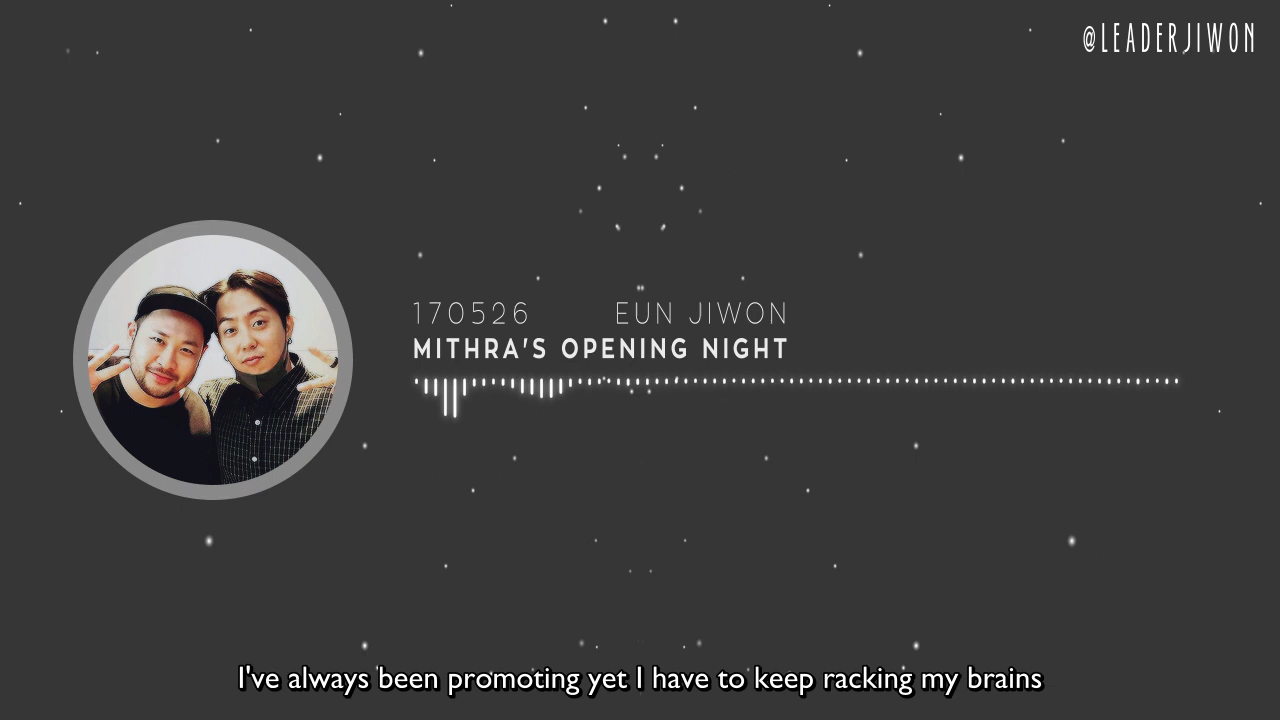 @LEADERJIWON
170526 EUN JIWON
MITHRA'S OPENING NIGHT
I've always been promoting yet I have to keep racking my brains